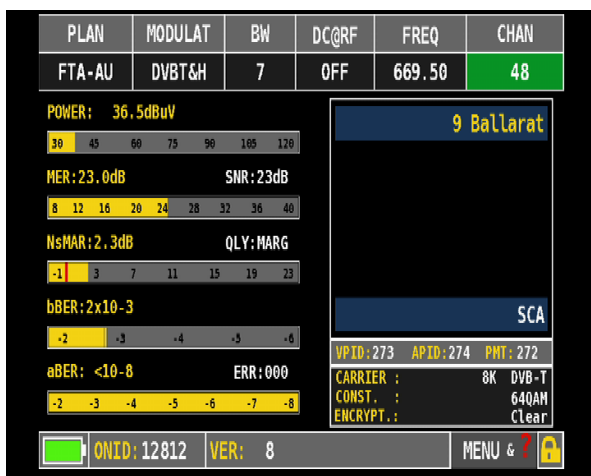 PLAN MODULAT BW DC@RF FREQ CHAN
FTA-AU DVBT&H 7 OFF 669.50 48
POWER: 36.5dBuV
30 45 60 75 90 105 120
MER:23.0dB SNR:23dB
8 12 16 20 24 28 32 36 40
NsMAR:2.3dB QLY:MARG
-1 3 7 11 15 19 23
bBER:2x10-3
-2 -3 -4 -5 -6
aBER: <10-8 ERR:000
-2 -3 -4 -5 -6 -7 -8
9 Ballarat
SCA
VPID:273 APID:274 PMT:272
CARRIER : 8K DVB-T
CONST. : 64QAM
ENCRYPT.: Clear
ONID:12812 VER: 8 MENU & ?